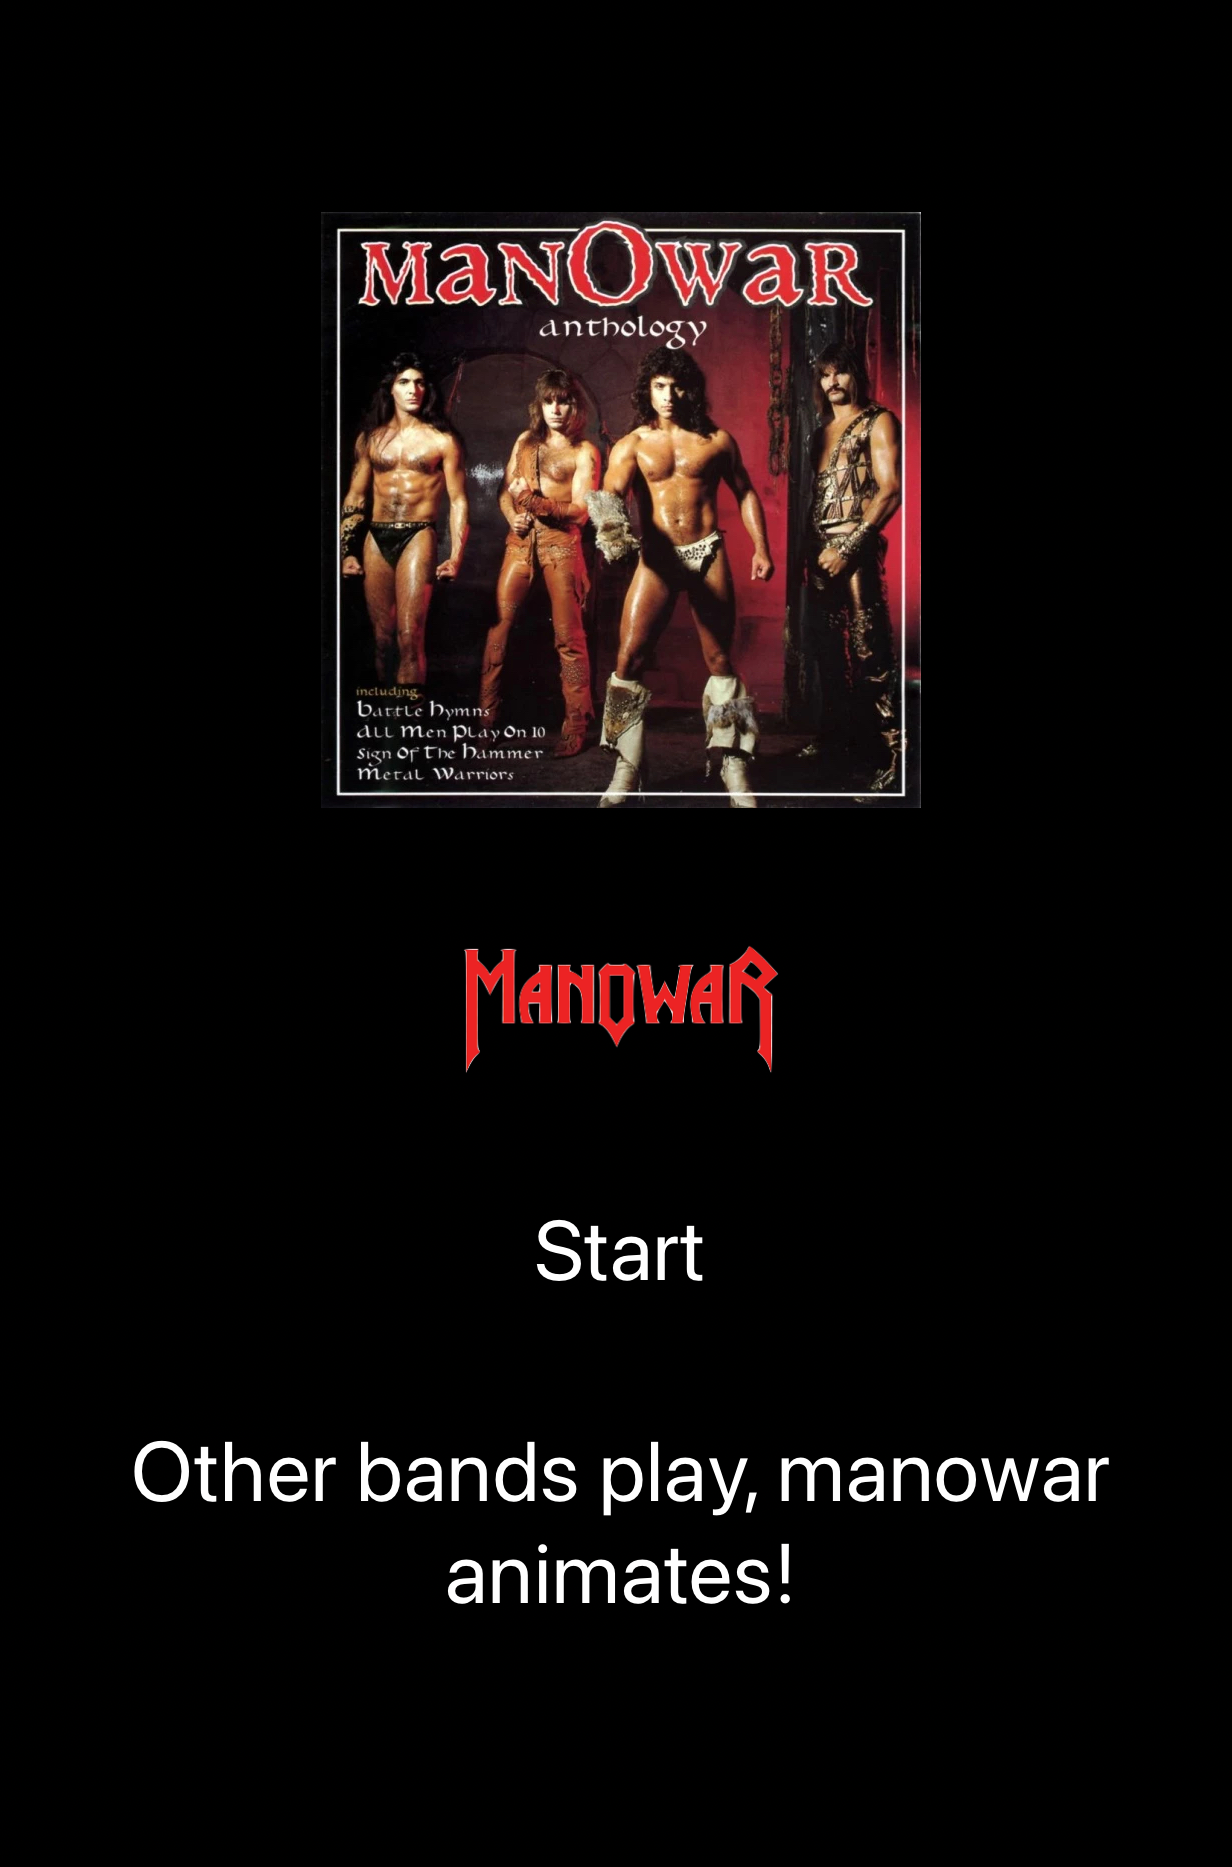 MANOWAR
anthology
including
Battle Hymns
All Men Play On 10
Sign Of The Hammer
Metal Warriors
MANOWAR
Start
Other bands play, manowar
animates!